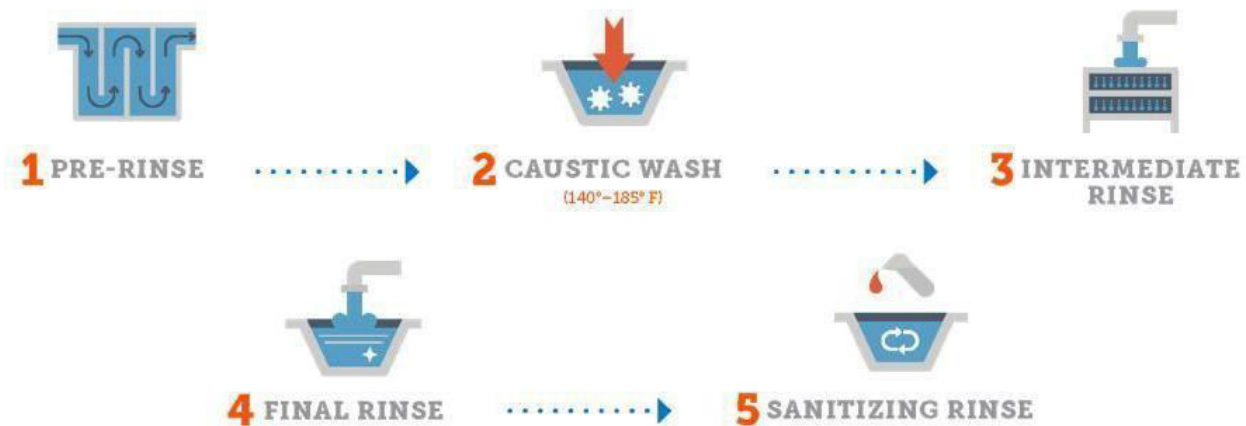 1 PRE-RINSE
2 CAUSTIC WASH
(140°–185° F)
3 INTERMEDIATE
RINSE
4 FINAL RINSE
5 SANITIZING RINSE